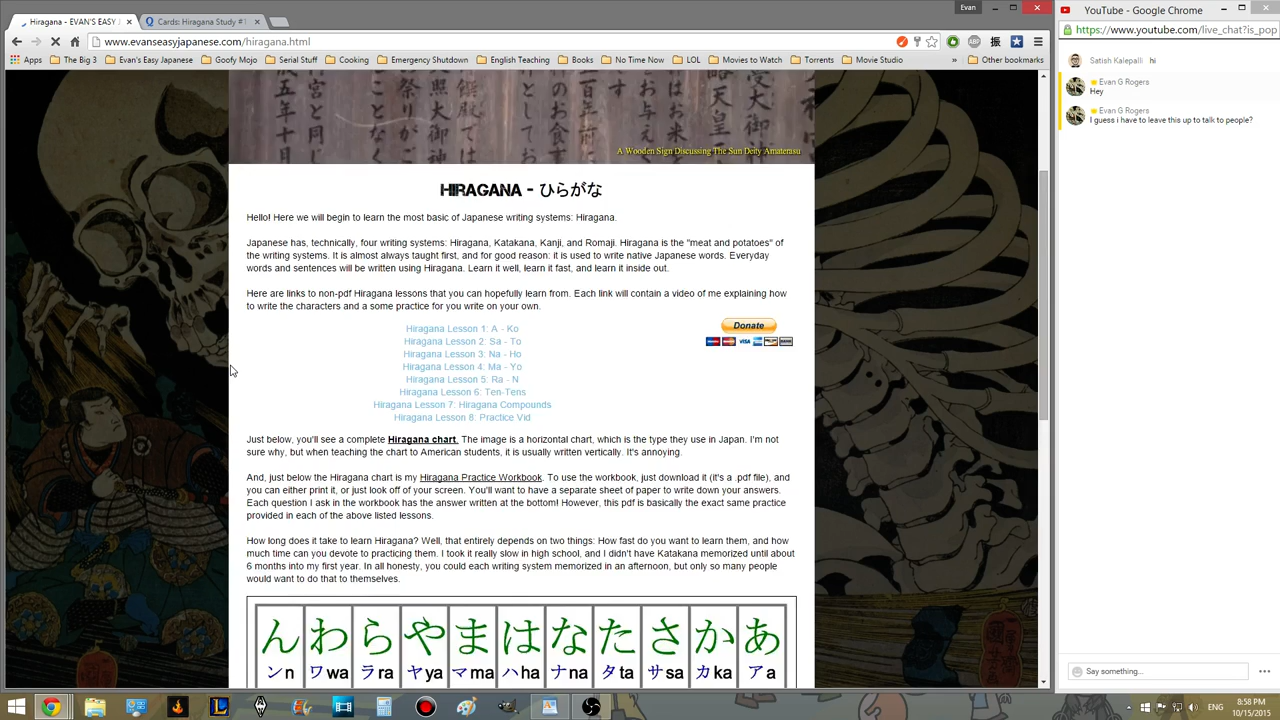 Hiragana - EVAN'S EASY J
Cards: Hiragana Study #1
Evan
www.evanseasyjapanese.com/hiragana.html
Apps
The Big 3
Evan's Easy Japanese
Goofy Mojo
Serial Stuff
Cooking
Emergency Shutdown
English Teaching
Books
No Time Now
LOL
Movies to Watch
Torrents
Movie Studio
»
Other bookmarks
A Wooden Sign Discussing The Sun Deity Amaterasu
HIRAGANA - ひらがな
Hello! Here we will begin to learn the most basic of Japanese writing systems: Hiragana.
Japanese has, technically, four writing systems: Hiragana, Katakana, Kanji, and Romaji. Hiragana is the "meat and potatoes" of
the writing systems. It is almost always taught first, and for good reason: it is used to write native Japanese words. Everyday
words and sentences will be written using Hiragana. Learn it well, learn it fast, and learn it inside out.
Here are links to non-pdf Hiragana lessons that you can hopefully learn from. Each link will contain a video of me explaining how
to write the characters and a some practice for you write on your own.
Hiragana Lesson 1: A - Ko
Hiragana Lesson 2: Sa - To
Hiragana Lesson 3: Na - Ho
Hiragana Lesson 4: Ma - Yo
Hiragana Lesson 5: Ra - N
Hiragana Lesson 6: Ten-Tens
Hiragana Lesson 7: Hiragana Compounds
Hiragana Lesson 8: Practice Vid
Donate
VISA
Just below, you'll see a complete Hiragana chart. The image is a horizontal chart, which is the type they use in Japan. I'm not
sure why, but when teaching the chart to American students, it is usually written vertically. It's annoying.
And, just below the Hiragana chart is my Hiragana Practice Workbook. To use the workbook, just download it (it's a .pdf file), and
you can either print it, or just look off of your screen. You'll want to have a separate sheet of paper to write down your answers.
Each question I ask in the workbook has the answer written at the bottom! However, this pdf is basically the exact same practice
provided in each of the above listed lessons.
How long does it take to learn Hiragana? Well, that entirely depends on two things: How fast do you want to learn them, and how
much time can you devote to practicing them. I took it really slow in high school, and I didn't have Katakana memorized until about
6 months into my first year. In all honesty, you could each writing system memorized in an afternoon, but only so many people
would want to do that to themselves.
ん わ ら や ま は な た さ か あ
ンn ワwa ラra ヤya マma ハha ナna タta サsa カka アa
YouTube - Google Chrome
https://www.youtube.com/live_chat?is_pop
Satish Kalepalli hi
Evan G Rogers
Hey
Evan G Rogers
I guess i have to leave this up to talk to people?
Say something...
ENG
8:58 PM
10/15/2015